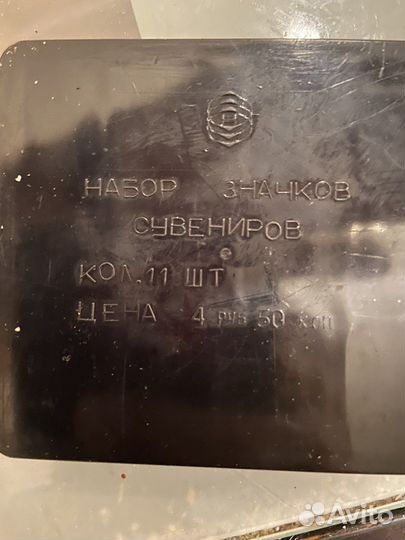 НАБОР ЗНАЧКОВ
СУВЕНИРОВ
КОЛ. 11 ШТ
ЦЕНА 4 РУБ 50 КОП
Avito